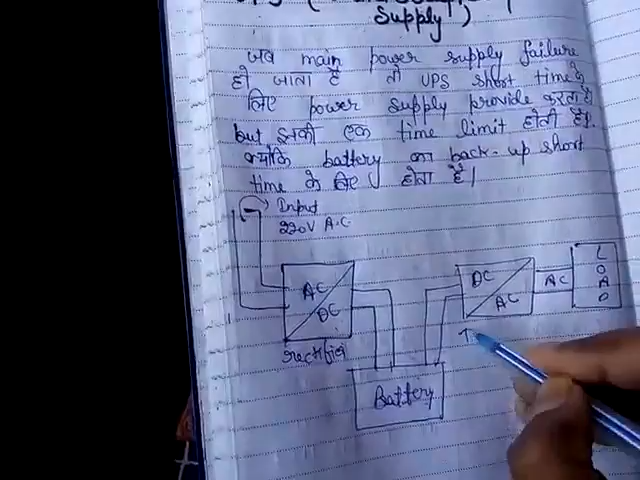 Supply )
जब main power supply failure
हो जाता है तो UPS short time के
लिए power supply provide करता है
but इसकी एक time limit होती है।
क्योंकि battery का back-up short
time के लिए होता है।
Input
220V A.C
AC
DC
DC
AC
AC
LOAD
rectifier
Battery